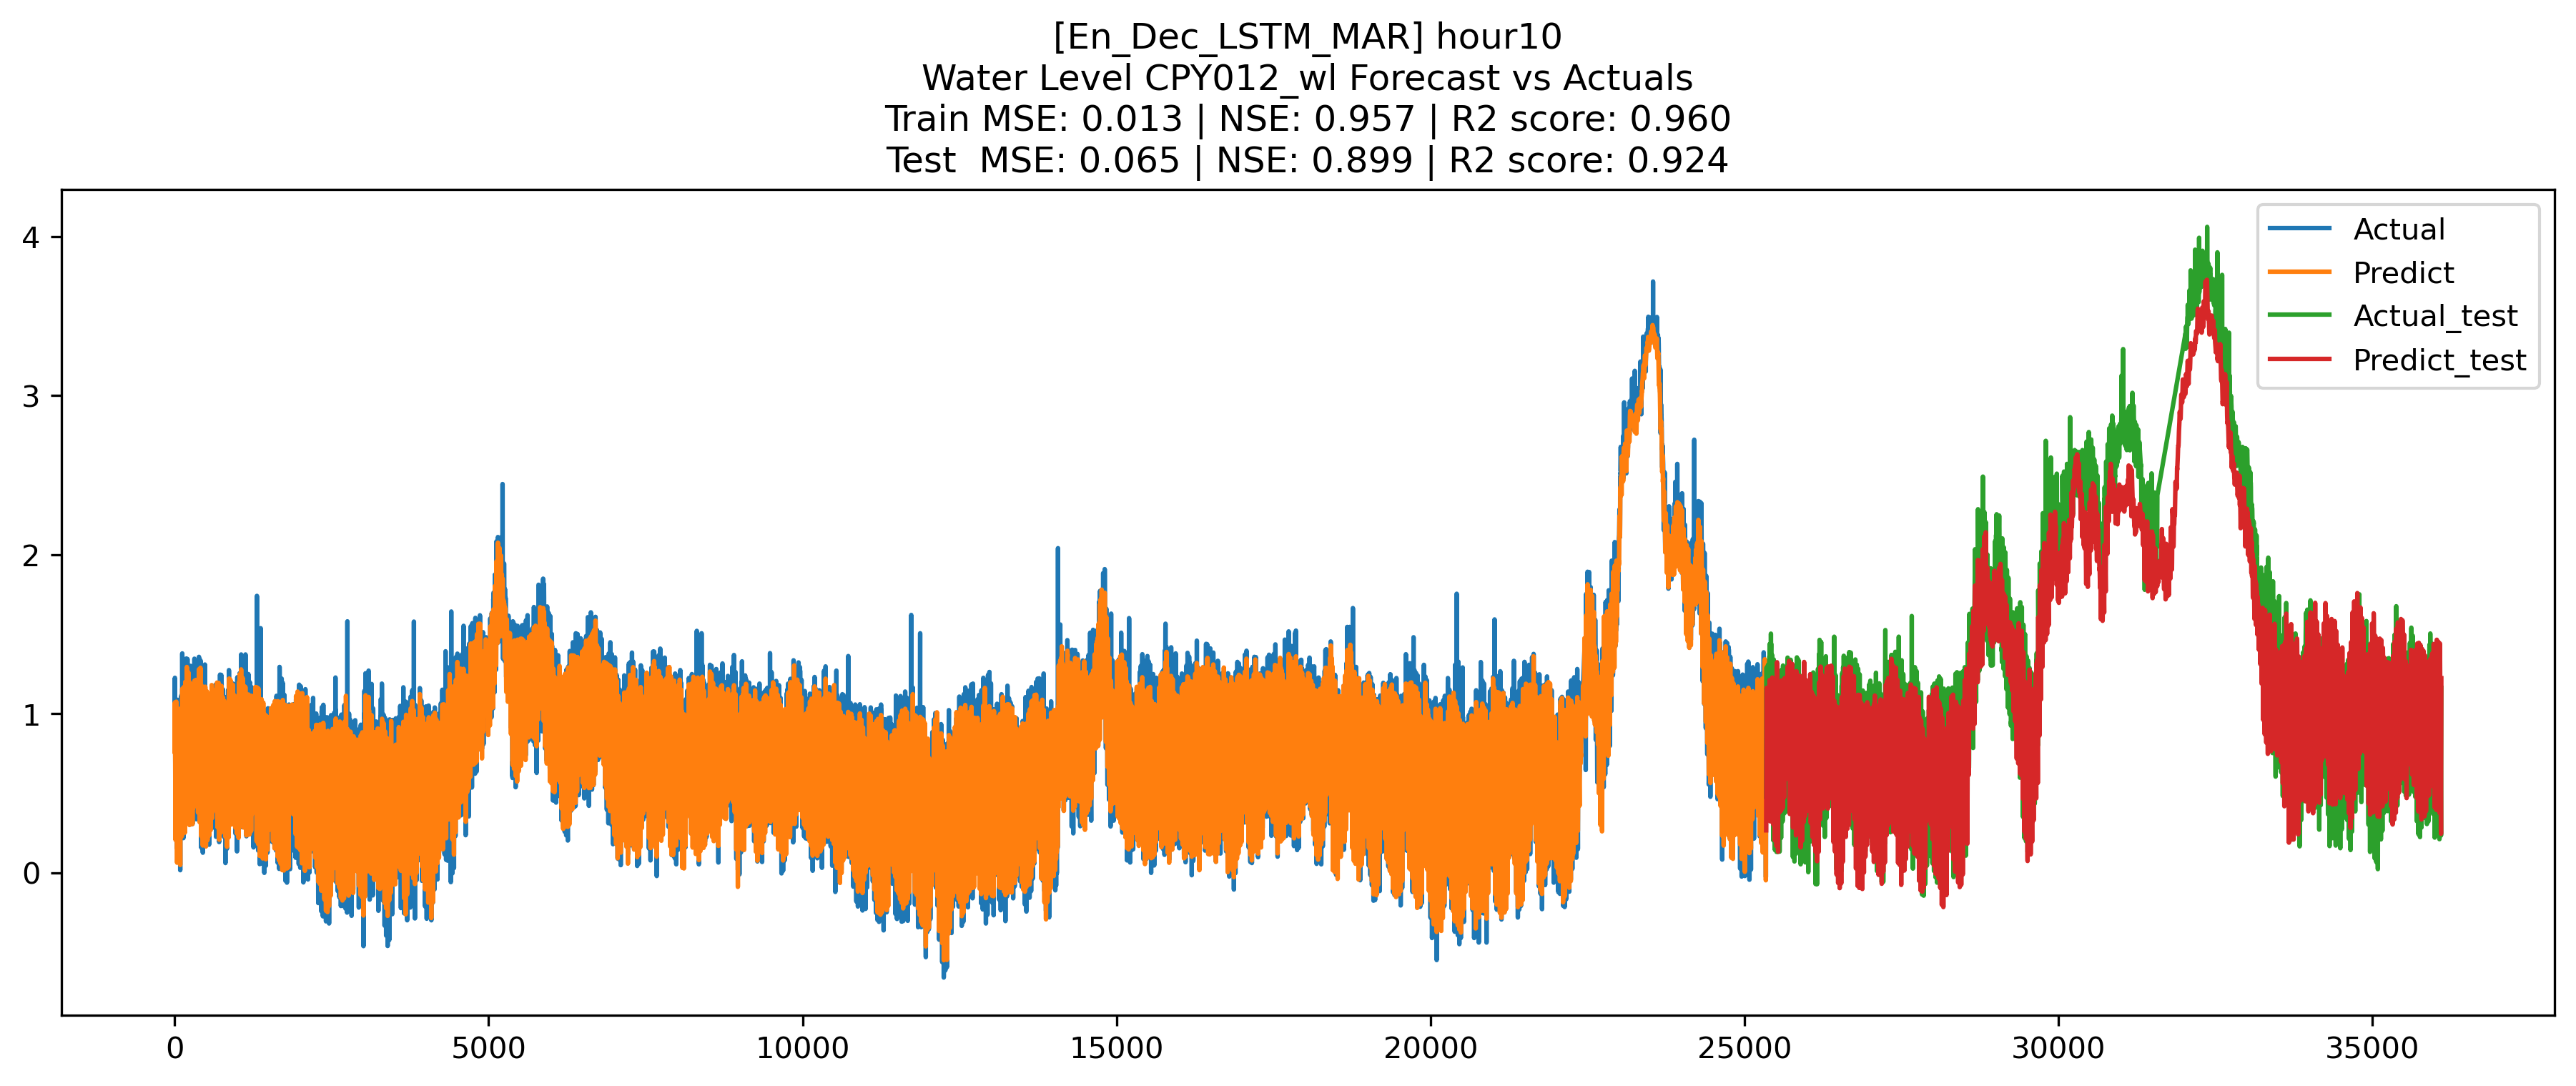 [En_Dec_LSTM_MAR] hour10
Water Level CPY012_wl Forecast vs Actuals
Train MSE: 0.013 | NSE: 0.957 | R2 score: 0.960
Test  MSE: 0.065 | NSE: 0.899 | R2 score: 0.924
Actual
Predict
Actual_test
Predict_test
4
3
2
1
0
0 5000 10000 15000 20000 25000 30000 35000